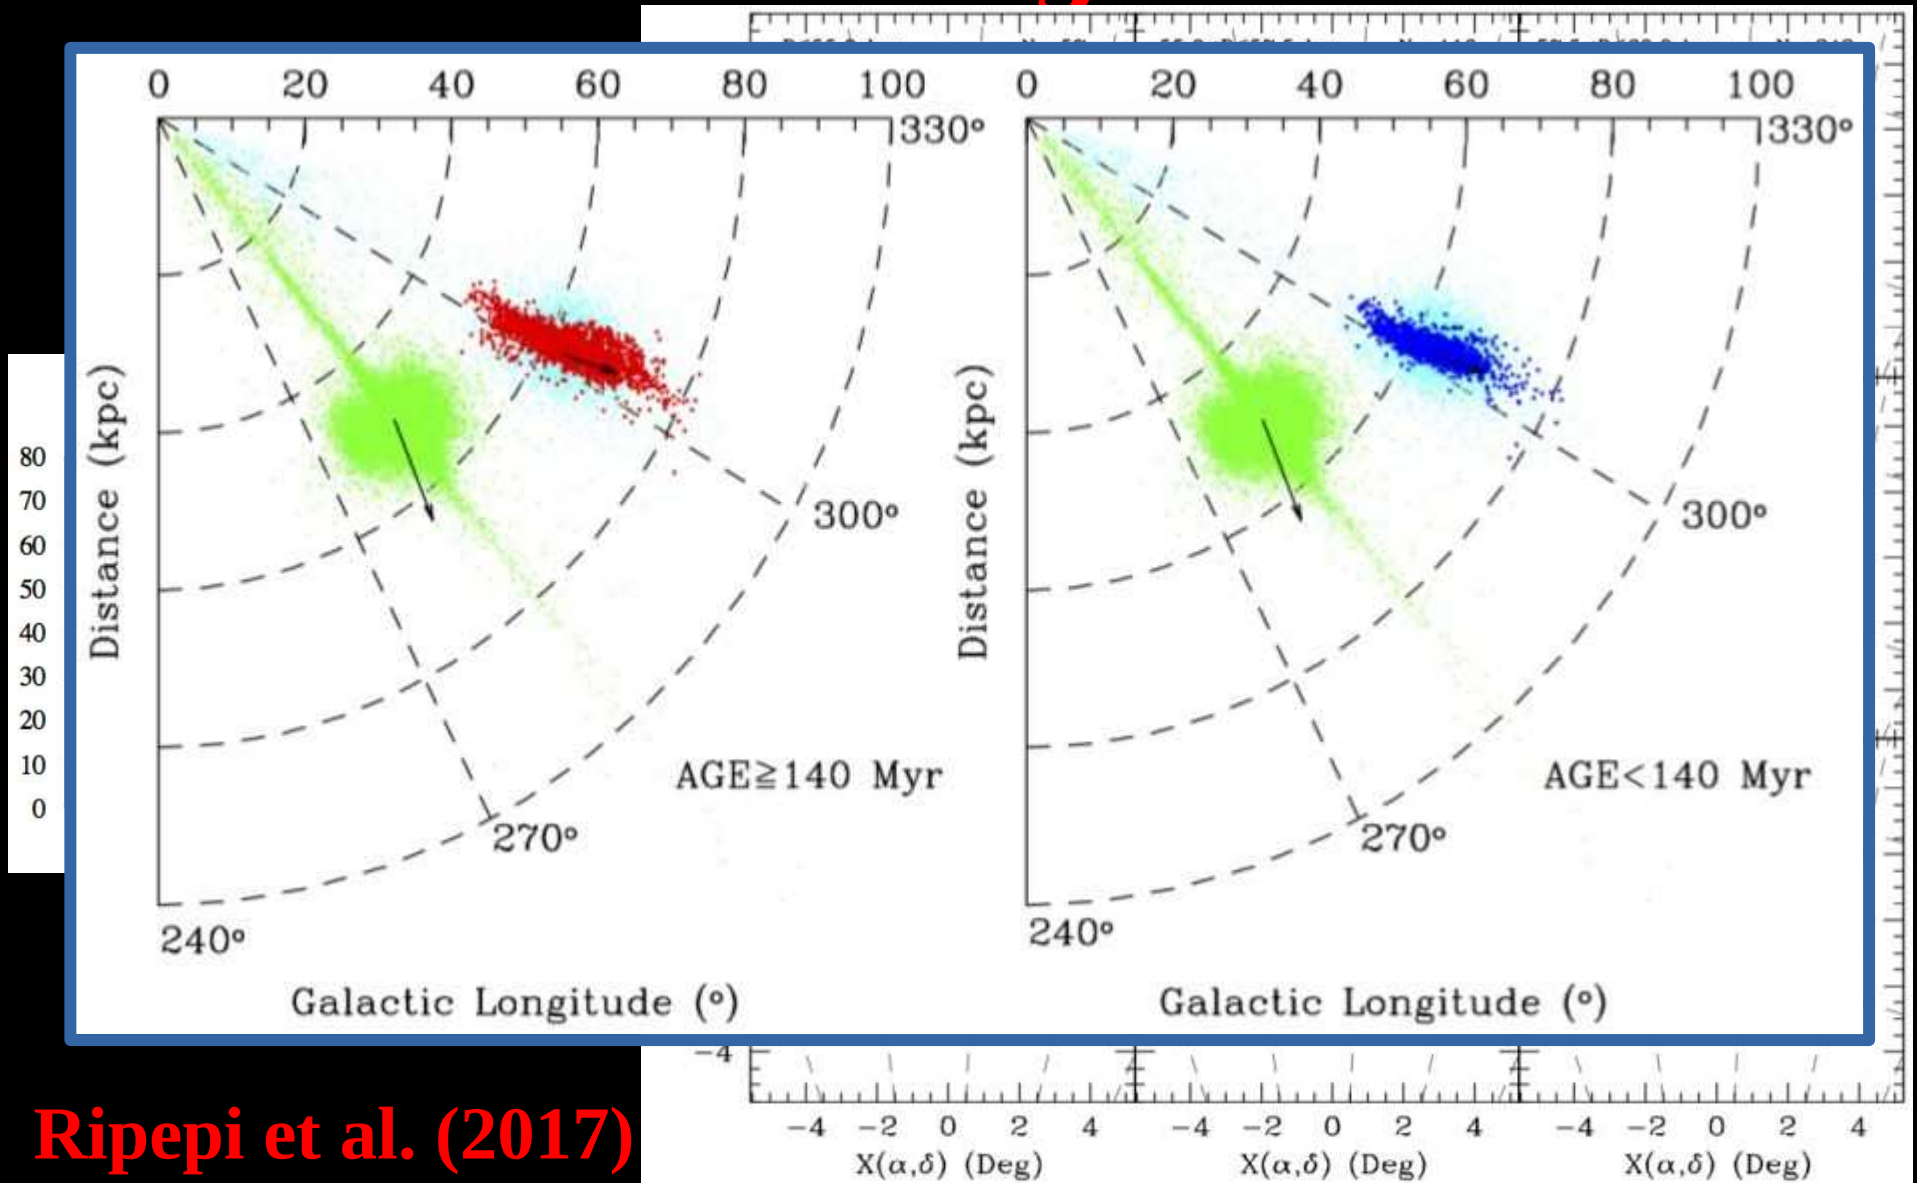 0 20 40 60 80 100 0 20 40 60 80 100
330° 330°
Distance (kpc) Distance (kpc)
80
70
60
50
40
30
20
10
0
300° 300°
AGE≧140 Myr AGE<140 Myr
270° 270°
240° 240°
Galactic Longitude (°) Galactic Longitude (°)
−4
−4 −2 0 2 4 −4 −2 0 2 4 −4 −2 0 2 4
X(α,δ) (Deg) X(α,δ) (Deg) X(α,δ) (Deg)
Ripepi et al. (2017)